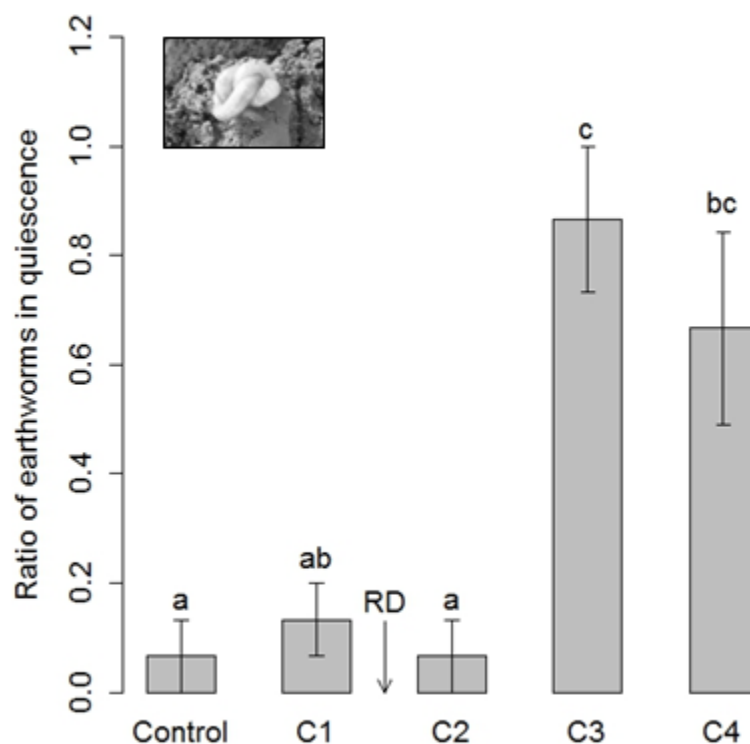 Ratio of earthworms in quiescence
1.2
1.0
0.8
0.6
0.4
0.2
0.0
a
ab
RD
a
c
bc
Control C1 C2 C3 C4